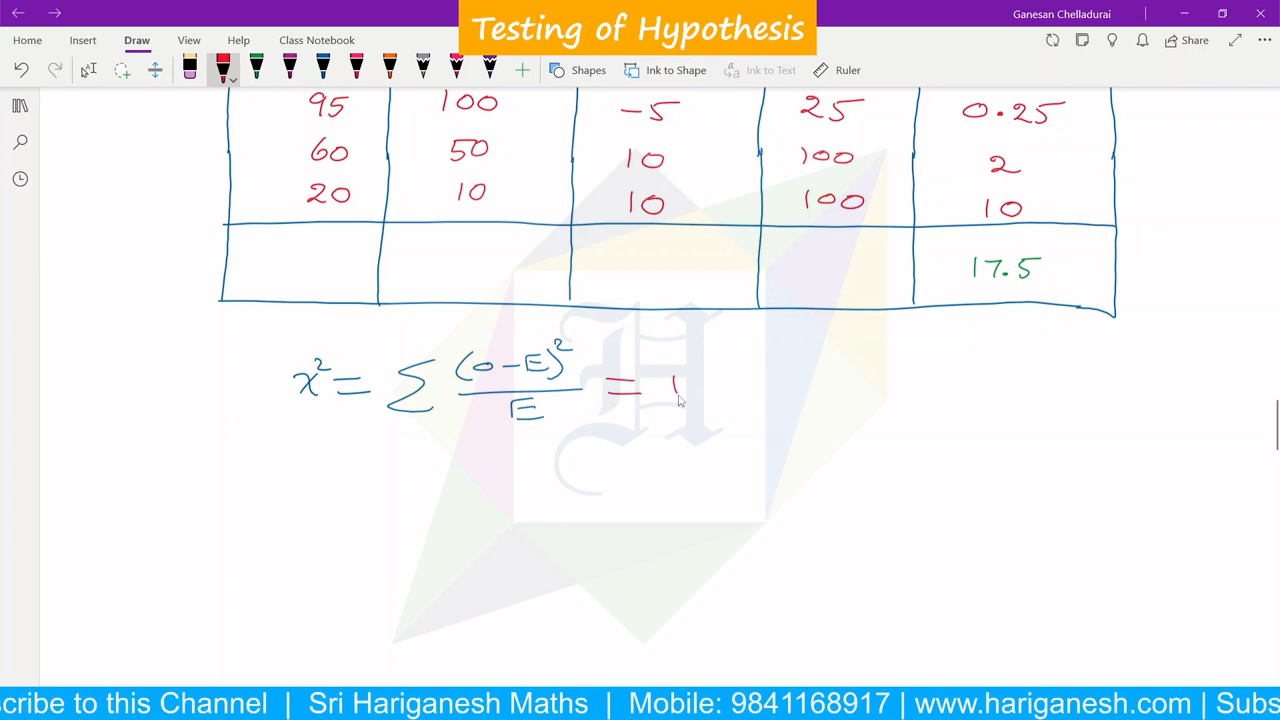 Ganesan Chelladurai
Testing of Hypothesis
Home Insert Draw View Help Class Notebook Share
Shapes Ink to Shape Ink to Text Ruler
95 100 -5 25 0.25
60 50 10 100 2
20 10 10 100 10
17.5
χ² = ∑ (O-E)²/E = 1
H
cribe to this Channel | Sri Hariganesh Maths | Mobile: 9841168917 | www.hariganesh.com | Subs